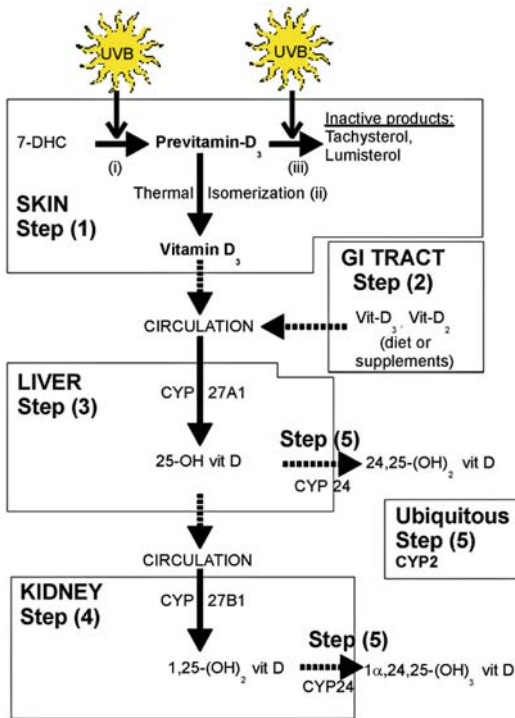 UVB UVB
7-DHC (i) Previtamin-D₃ (iii)
Inactive products:
Tachysterol,
Lumisterol
Thermal Isomerization (ii)
SKIN
Step (1)
Vitamin D₃
GI TRACT
Step (2)
Vit-D₃, Vit-D₂
(diet or
supplements)
CIRCULATION
LIVER
Step (3)
CYP 27A1
25-OH vit D
Step (5)
CYP 24
24,25-(OH)₂ vit D
Ubiquitous
Step (5)
CYP2
CIRCULATION
KIDNEY
Step (4)
CYP 27B1
1,25-(OH)₂ vit D
Step (5)
CYP24
1α,24,25-(OH)₃ vit D